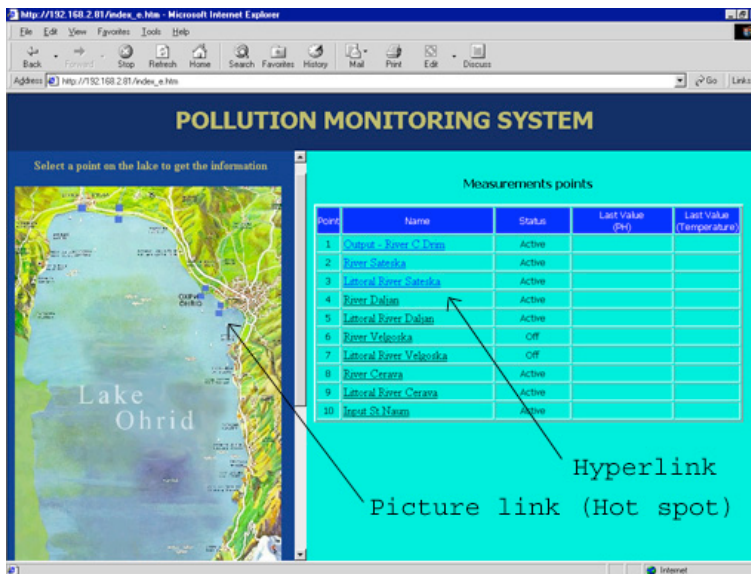 http://192.168.2.81/index_e.htm - Microsoft Internet Explorer
File Edit View Favorites Tools Help
Back Forward Stop Refresh Home Search Favorites History Mail Print Edit Discuss
Address http://192.168.2.81/index_e.htm Go Links
POLLUTION MONITORING SYSTEM
Select a point on the lake to get the information
OHRID
Lake
Ohrid
Measurements points
Point Name Status Last Value (PH) Last Value (Temperature)
1 Output - River C.Drim Active
2 River Sateska Active
3 Littoral River Sateska Active
4 River Daljan Active
5 Littoral River Daljan Active
6 River Velgoska Off
7 Littoral River Velgoska Off
8 River Cerava Active
9 Littoral River Cerava Active
10 Input St Naum Active
Hyperlink
Picture link (Hot spot)
Internet